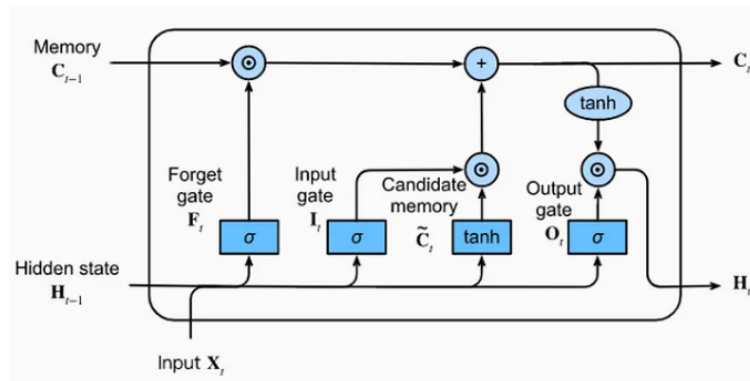 Memory
C_{t-1}
⊙
+
C_t
tanh
Forget
gate
F_t
σ
Input
gate
I_t
σ
Candidate
memory
C̃_t
tanh
⊙
Output
gate
O_t
σ
⊙
Hidden state
H_{t-1}
H_t
Input X_t